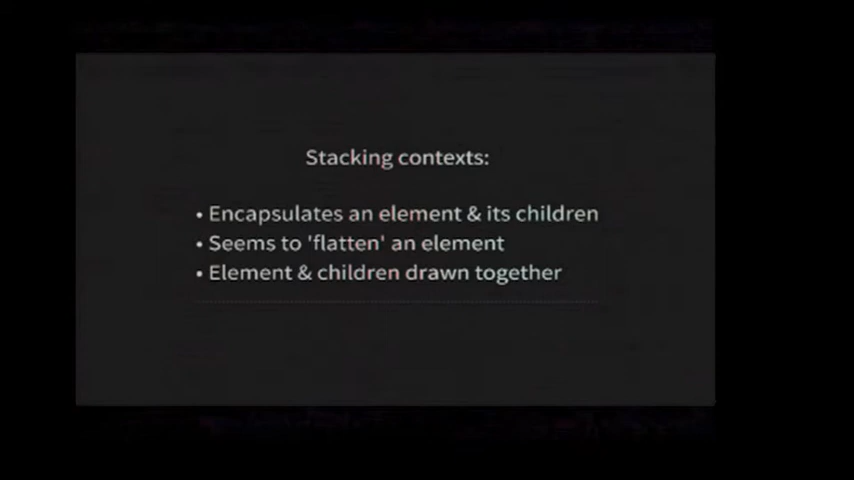 Stacking contexts:
• Encapsulates an element & its children
• Seems to 'flatten' an element
• Element & children drawn together